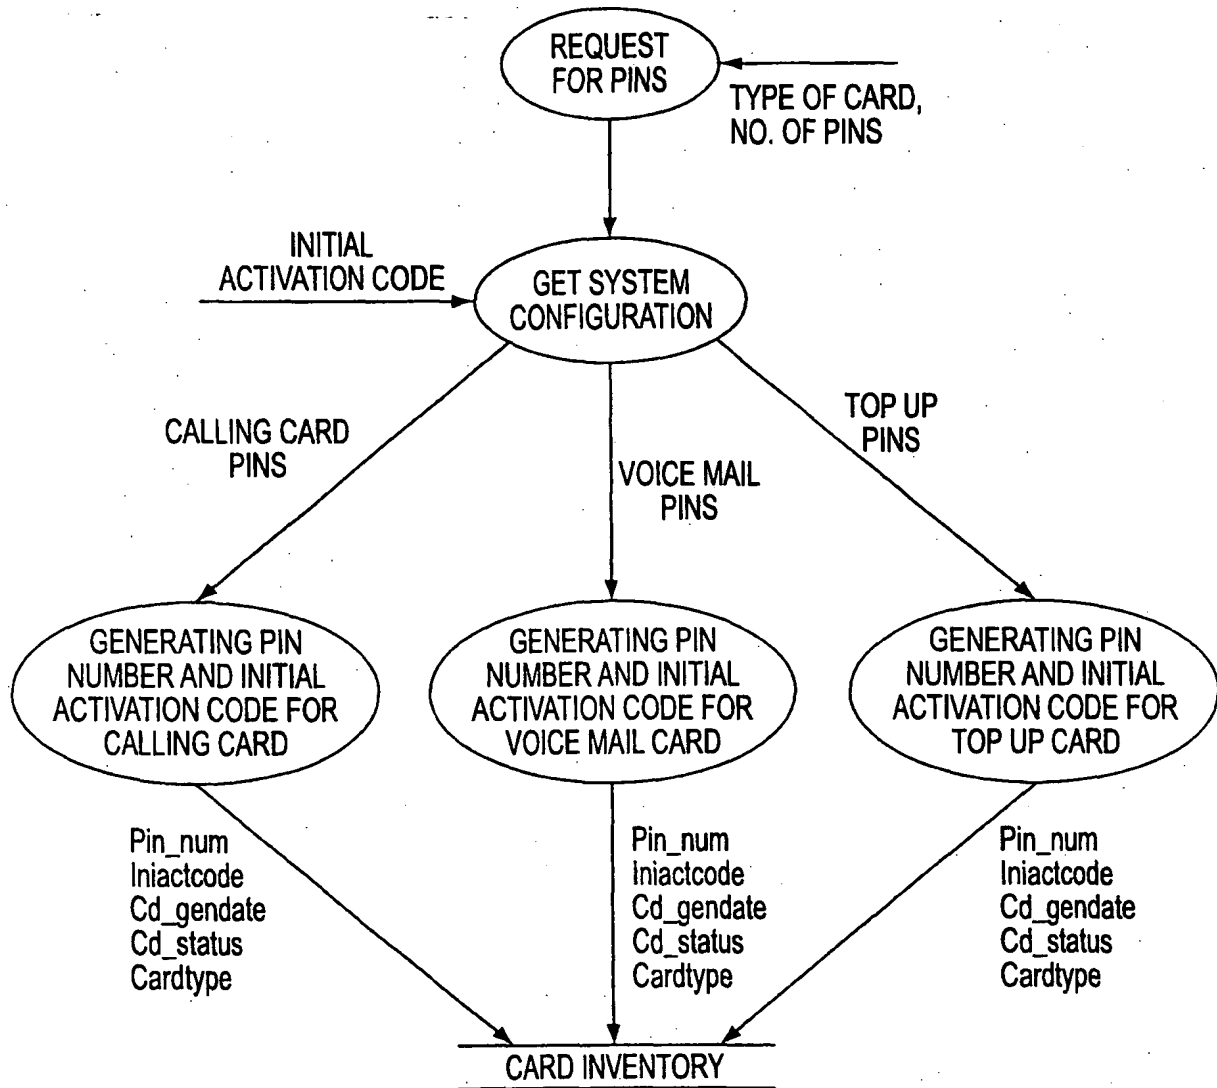 REQUEST
FOR PINS
TYPE OF CARD,
NO. OF PINS
INITIAL
ACTIVATION CODE
GET SYSTEM
CONFIGURATION
CALLING CARD
PINS
VOICE MAIL
PINS
TOP UP
PINS
GENERATING PIN
NUMBER AND INITIAL
ACTIVATION CODE FOR
CALLING CARD
GENERATING PIN
NUMBER AND INITIAL
ACTIVATION CODE FOR
VOICE MAIL CARD
GENERATING PIN
NUMBER AND INITIAL
ACTIVATION CODE FOR
TOP UP CARD
Pin_num
Iniactcode
Cd_gendate
Cd_status
Cardtype
Pin_num
Iniactcode
Cd_gendate
Cd_status
Cardtype
Pin_num
Iniactcode
Cd_gendate
Cd_status
Cardtype
CARD INVENTORY